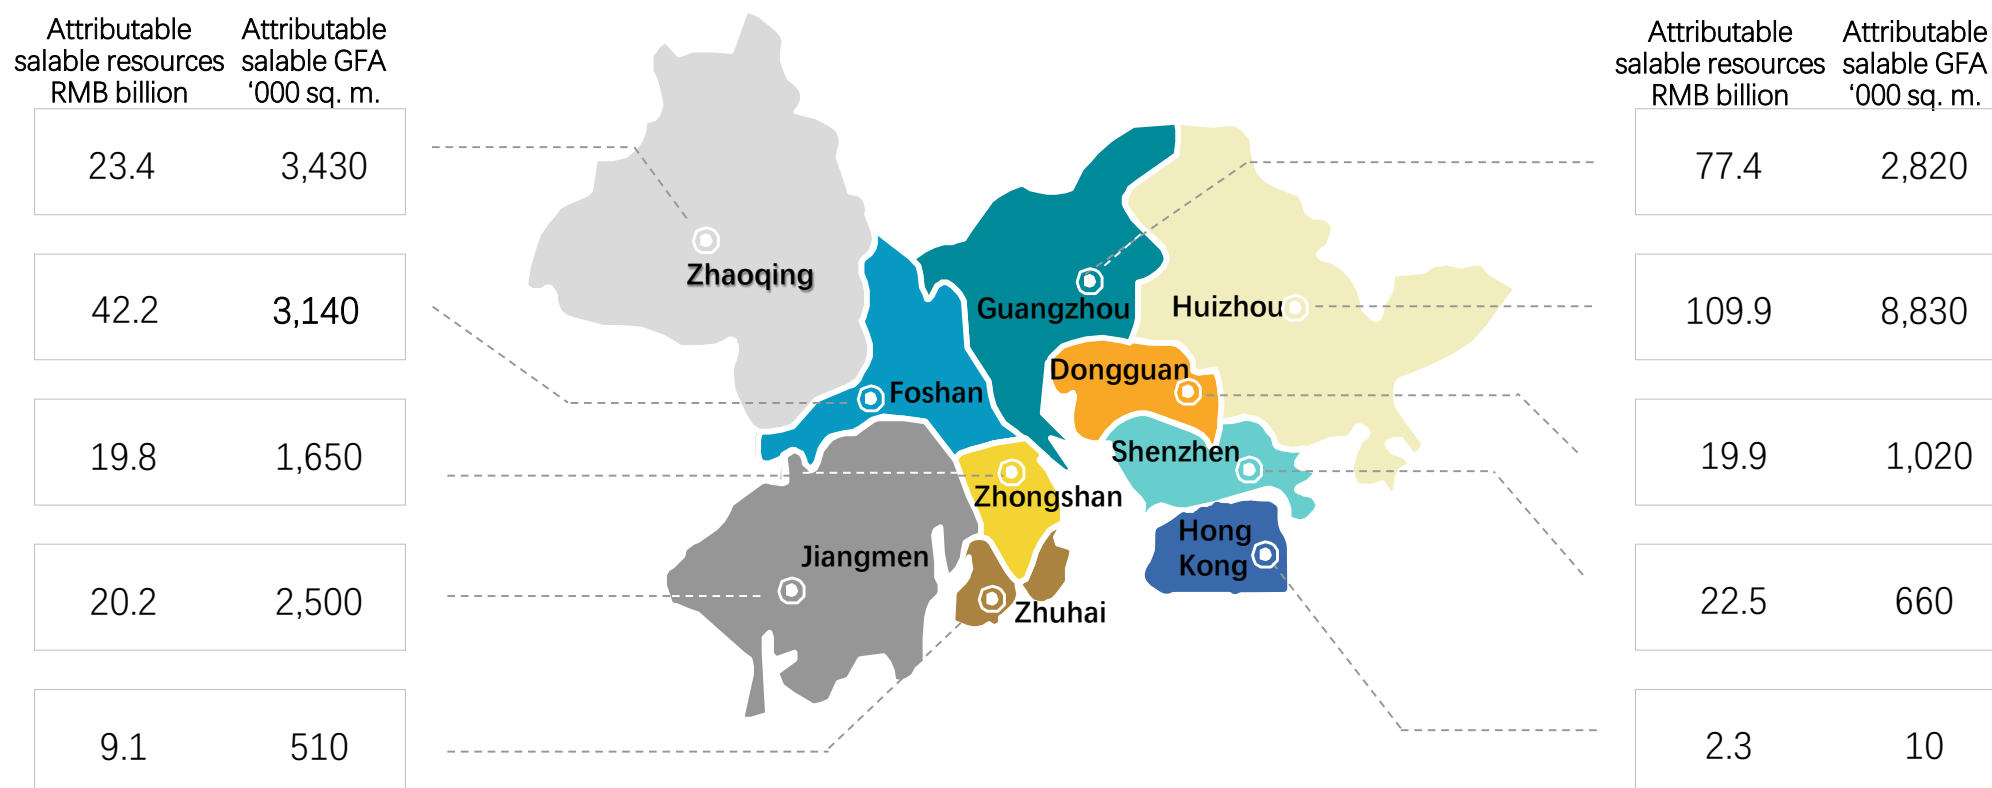 Attributable
salable resources
RMB billion
Attributable
salable GFA
‘000 sq. m.
23.4 3,430
42.2 3,140
19.8 1,650
20.2 2,500
9.1 510
Zhaoqing
Guangzhou
Huizhou
Dongguan
Foshan
Shenzhen
Zhongshan
Hong
Kong
Jiangmen
Zhuhai
Attributable
salable resources
RMB billion
Attributable
salable GFA
‘000 sq. m.
77.4 2,820
109.9 8,830
19.9 1,020
22.5 660
2.3 10